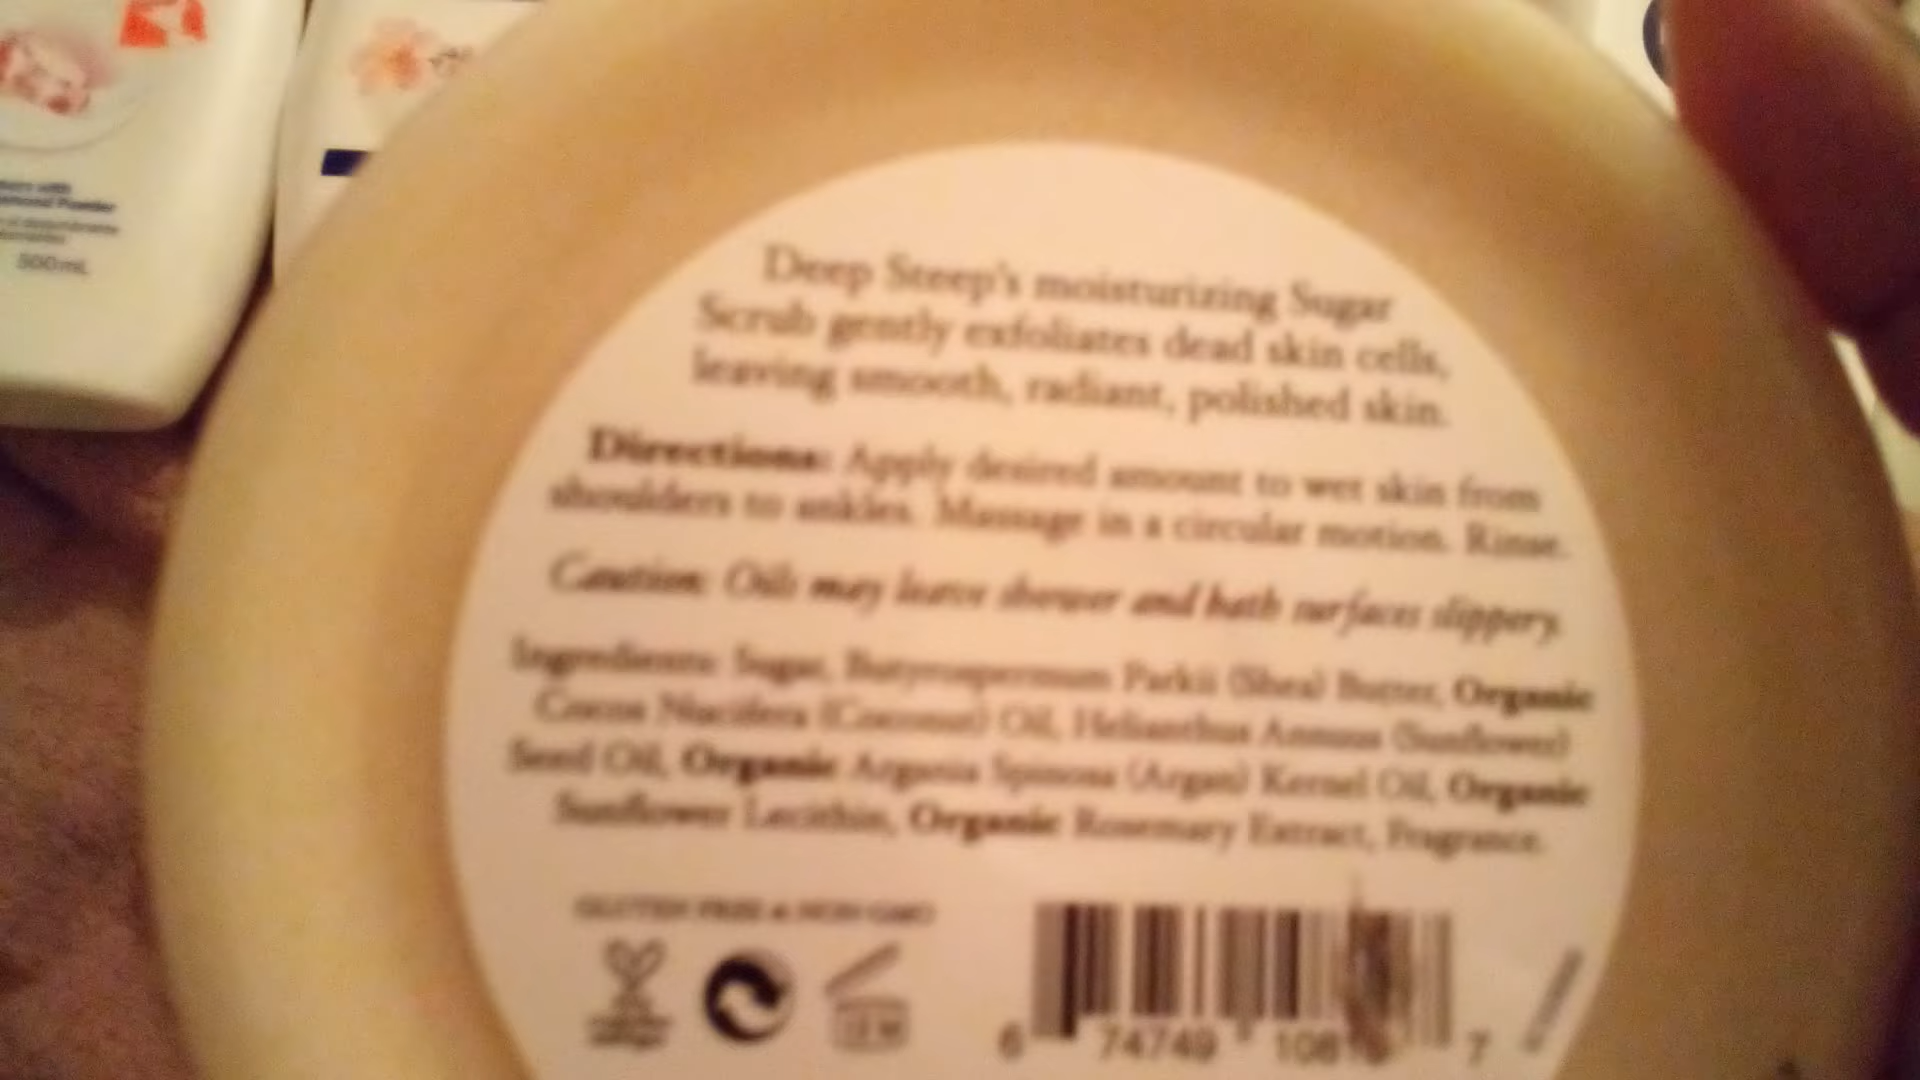 500mL
Deep Steep's moisturizing Sugar
Scrub gently exfoliates dead skin cells,
leaving smooth, radiant, polished skin.
Directions: Apply desired amount to wet skin from
shoulders to ankles. Massage in a circular motion. Rinse.
Caution: Oils may leave shower and bath surfaces slippery.
Ingredients: Sugar, Butyrospermum Parkii (Shea) Butter, Organic
Cocos Nucifera (Coconut) Oil, Helianthus Annuus (Sunflower)
Seed Oil, Organic Argania Spinosa (Argan) Kernel Oil, Organic
Sunflower Lecithin, Organic Rosemary Extract, Fragrance.
GLUTEN FREE & NON-GMO
6 74749 7